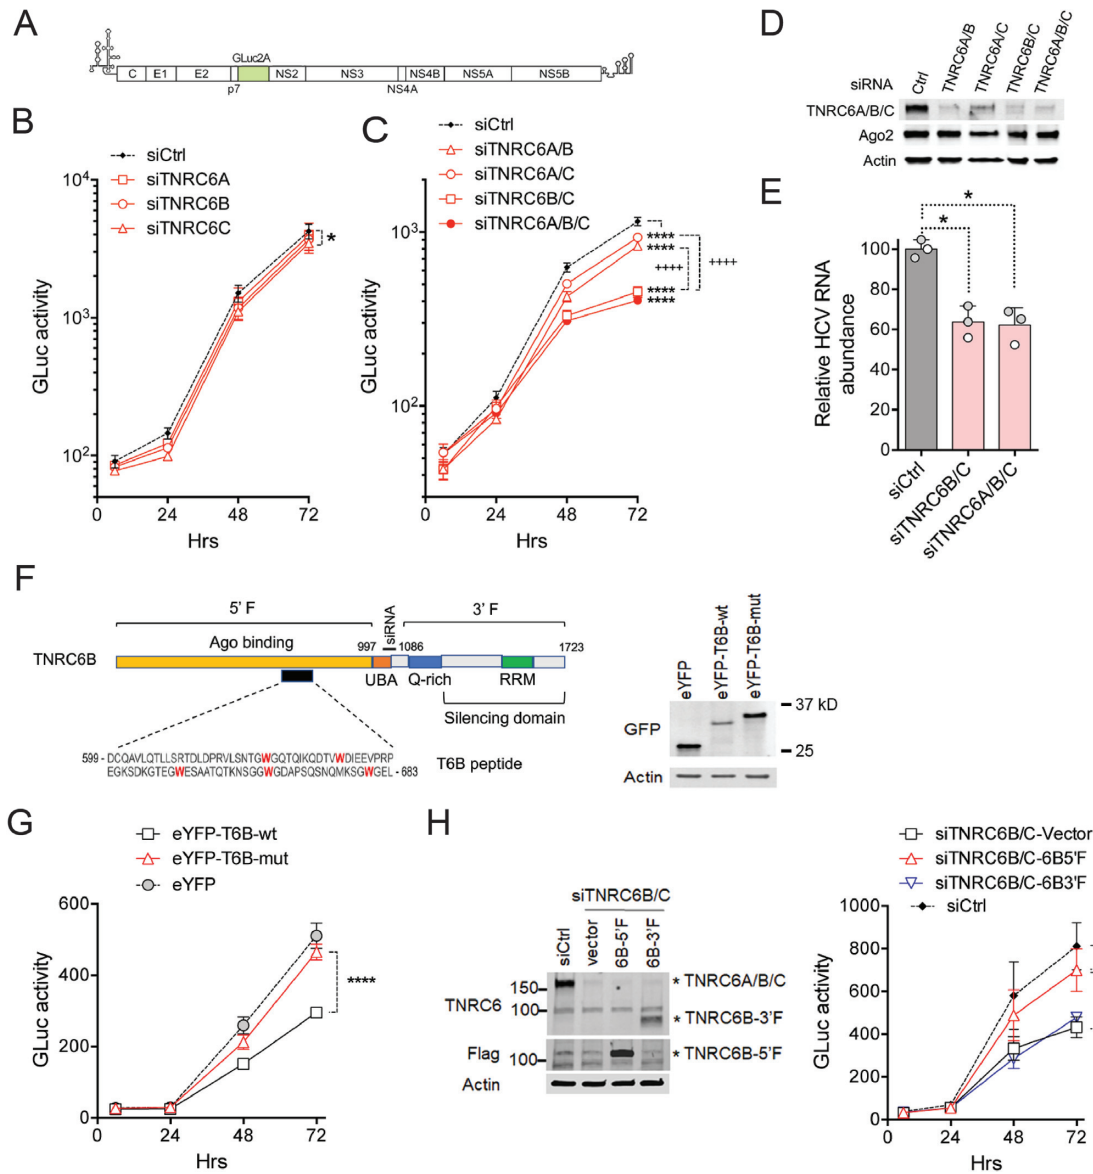 A
GLuc2A
C E1 E2 NS2 NS3 NS4B NS5A NS5B
p7 NS4A
B
siCtrl
siTNRC6A
siTNRC6B
siTNRC6C
10⁴
10³
10²
*
GLuc activity
0 24 48 72
Hrs
C
siCtrl
siTNRC6A/B
siTNRC6A/C
siTNRC6B/C
siTNRC6A/B/C
10³
10²
****
****
++++
++++
****
****
GLuc activity
0 24 48 72
Hrs
D
siRNA
Ctrl
TNRC6A/B
TNRC6A/C
TNRC6B/C
TNRC6A/B/C
TNRC6A/B/C
Ago2
Actin
E
*
*
100
80
60
40
20
0
Relative HCV RNA
abundance
siCtrl
siTNRC6B/C
siTNRC6A/B/C
F
5' F
siRNA
3' F
Ago binding
997 1086 1723
TNRC6B
UBA Q-rich RRM
Silencing domain
599 - DCQAVLQTLLSRTDLDPRVLSNTGWGQTQIKQDTVWDIEEVPRP
EGKSDKGTEGWESAATQTKNSGGWGDAPSQSNQMKSGWGEL - 683
T6B peptide
eYFP
eYFP-T6B-wt
eYFP-T6B-mut
37 kD
GFP
25
Actin
G
eYFP-T6B-wt
eYFP-T6B-mut
eYFP
600
400
200
0
****
GLuc activity
0 24 48 72
Hrs
H
siTNRC6B/C
siCtrl
vector
6B-5'F
6B-3'F
150
100
TNRC6
* TNRC6A/B/C
* TNRC6B-3'F
Flag
100
* TNRC6B-5'F
Actin
siTNRC6B/C-Vector
siTNRC6B/C-6B5'F
siTNRC6B/C-6B3'F
siCtrl
1000
800
600
400
200
0
GLuc activity
0 24 48 72
Hrs